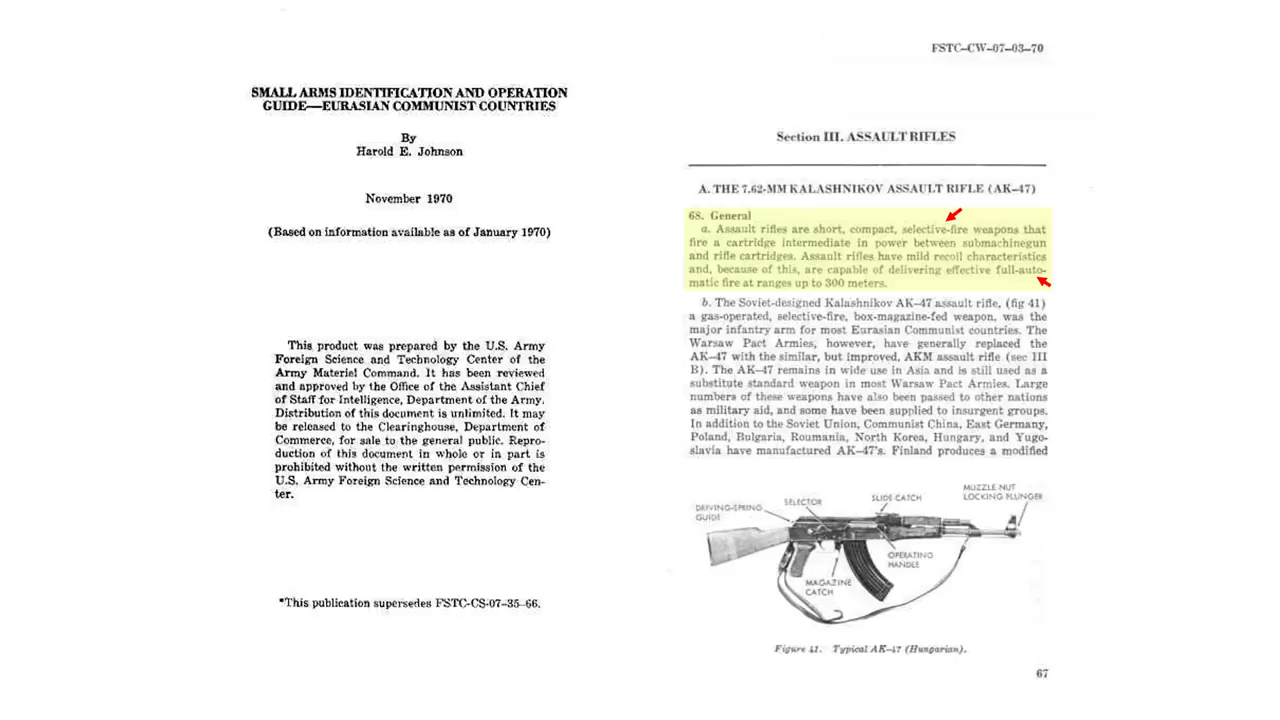 SMALL ARMS IDENTIFICATION AND OPERATION
GUIDE—EURASIAN COMMUNIST COUNTRIES
By
Harold E. Johnson
November 1970
(Based on information available as of January 1970)
This product was prepared by the U.S. Army
Foreign Science and Technology Center of the
Army Materiel Command. It has been reviewed
and approved by the Office of the Assistant Chief
of Staff for Intelligence, Department of the Army.
Distribution of this document is unlimited. It may
be released to the Clearinghouse, Department of
Commerce, for sale to the general public. Repro-
duction of this document in whole or in part is
prohibited without the written permission of the
U.S. Army Foreign Science and Technology Cen-
ter.
*This publication supersedes FSTC-CS-07-35-66.
FSTC-CW-07-03-70
Section III. ASSAULT RIFLES
A. THE 7.62-MM KALASHNIKOV ASSAULT RIFLE (AK-47)
68. General
a. Assault rifles are short, compact, selective-fire weapons that
fire a cartridge intermediate in power between submachinegun
and rifle cartridges. Assault rifles have mild recoil characteristics
and, because of this, are capable of delivering effective full-auto-
matic fire at ranges up to 300 meters.
b. The Soviet-designed Kalashnikov AK-47 assault rifle, (fig 41)
a gas-operated, selective-fire, box-magazine-fed weapon, was the
major infantry arm for most Eurasian Communist countries. The
Warsaw Pact Armies, however, have generally replaced the
AK-47 with the similar, but improved, AKM assault rifle (sec III
B). The AK-47 remains in wide use in Asia and is still used as a
substitute standard weapon in most Warsaw Pact Armies. Large
numbers of these weapons have also been passed to other nations
as military aid, and some have been supplied to insurgent groups.
In addition to the Soviet Union, Communist China, East Germany,
Poland, Bulgaria, Roumania, North Korea, Hungary, and Yugo-
slavia have manufactured AK-47's. Finland produces a modified
DRIVING-SPRING
GUIDE
SELECTOR
SLIDE CATCH
MUZZLE NUT
LOCKING PLUNGER
OPERATING
HANDLE
MAGAZINE
CATCH
Figure 41. Typical AK-47 (Hungarian).
67